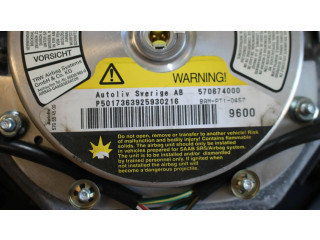 TRW Airbag Systems
GmbH & Co. KG
VORSICHT
WARNING!
Autoliv Sverige AB 570674000
P5017363925930216 BAM-PT1-0657
9600
Do not open, remove or transfer to another vehicle! Risk
of malfunction and bodily injury! Contains flammable
solids. The airbag unit should only be installed
in vehicles prepared for SAAB SRS/Airbag system.
The unit is to be installed and/or dismantled
by trained personnel only. If ignited when
not installed the airbag unit will
become a dangerous projectile.